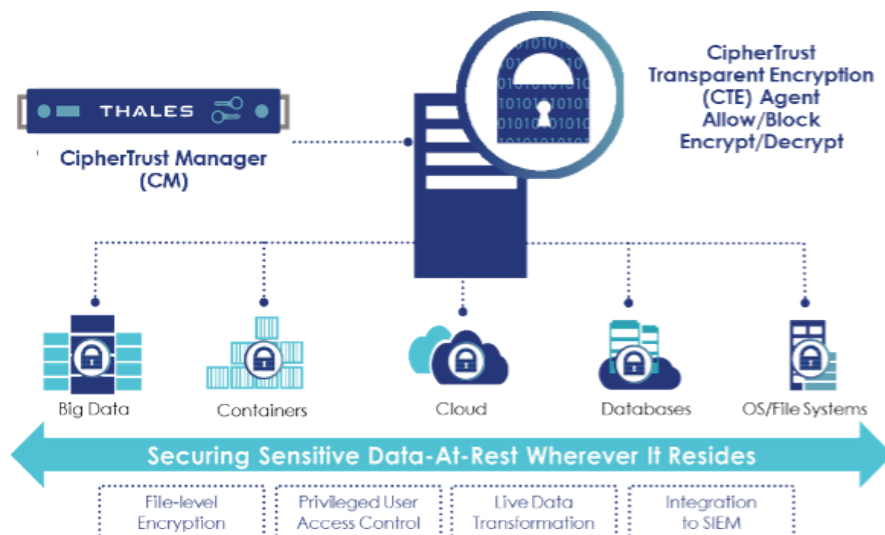 THALES
CipherTrust Manager
(CM)
CipherTrust
Transparent Encryption
(CTE) Agent
Allow/Block
Encrypt/Decrypt
Big Data
Containers
Cloud
Databases
OS/File Systems
Securing Sensitive Data-At-Rest Wherever It Resides
File-level
Encryption
Privileged User
Access Control
Live Data
Transformation
Integration
to SIEM